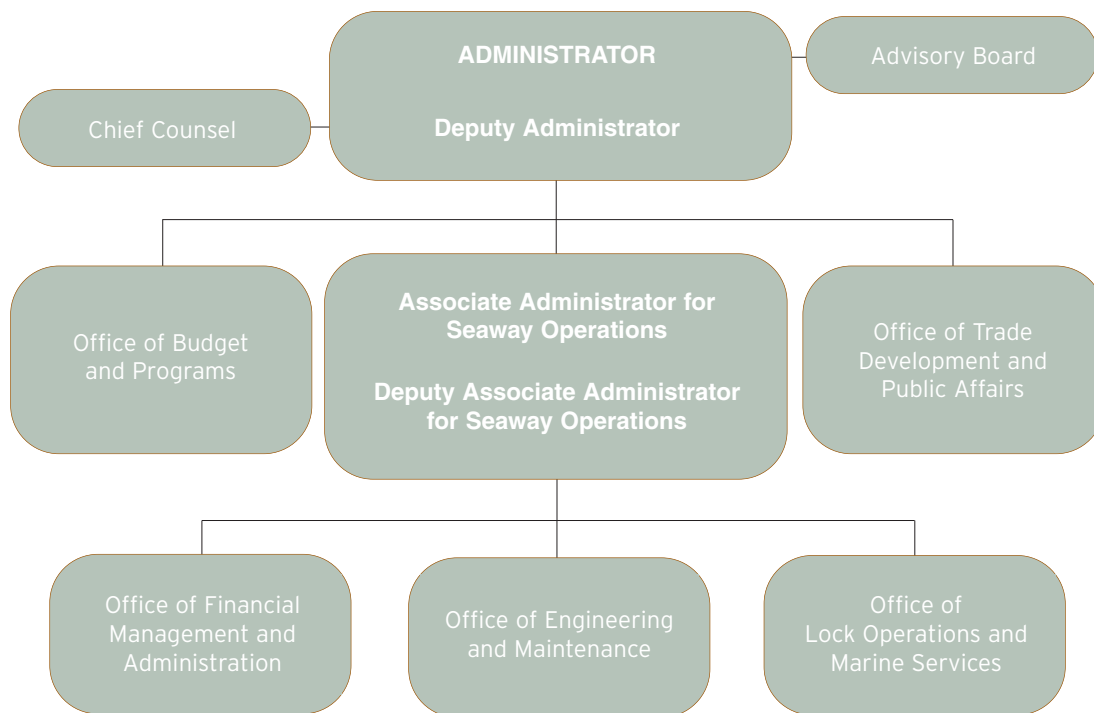 ADMINISTRATOR
Deputy Administrator
Advisory Board
Chief Counsel
Office of Budget
and Programs
Associate Administrator for
Seaway Operations
Deputy Associate Administrator
for Seaway Operations
Office of Trade
Development and
Public Affairs
Office of Financial
Management and
Administration
Office of Engineering
and Maintenance
Office of
Lock Operations and
Marine Services